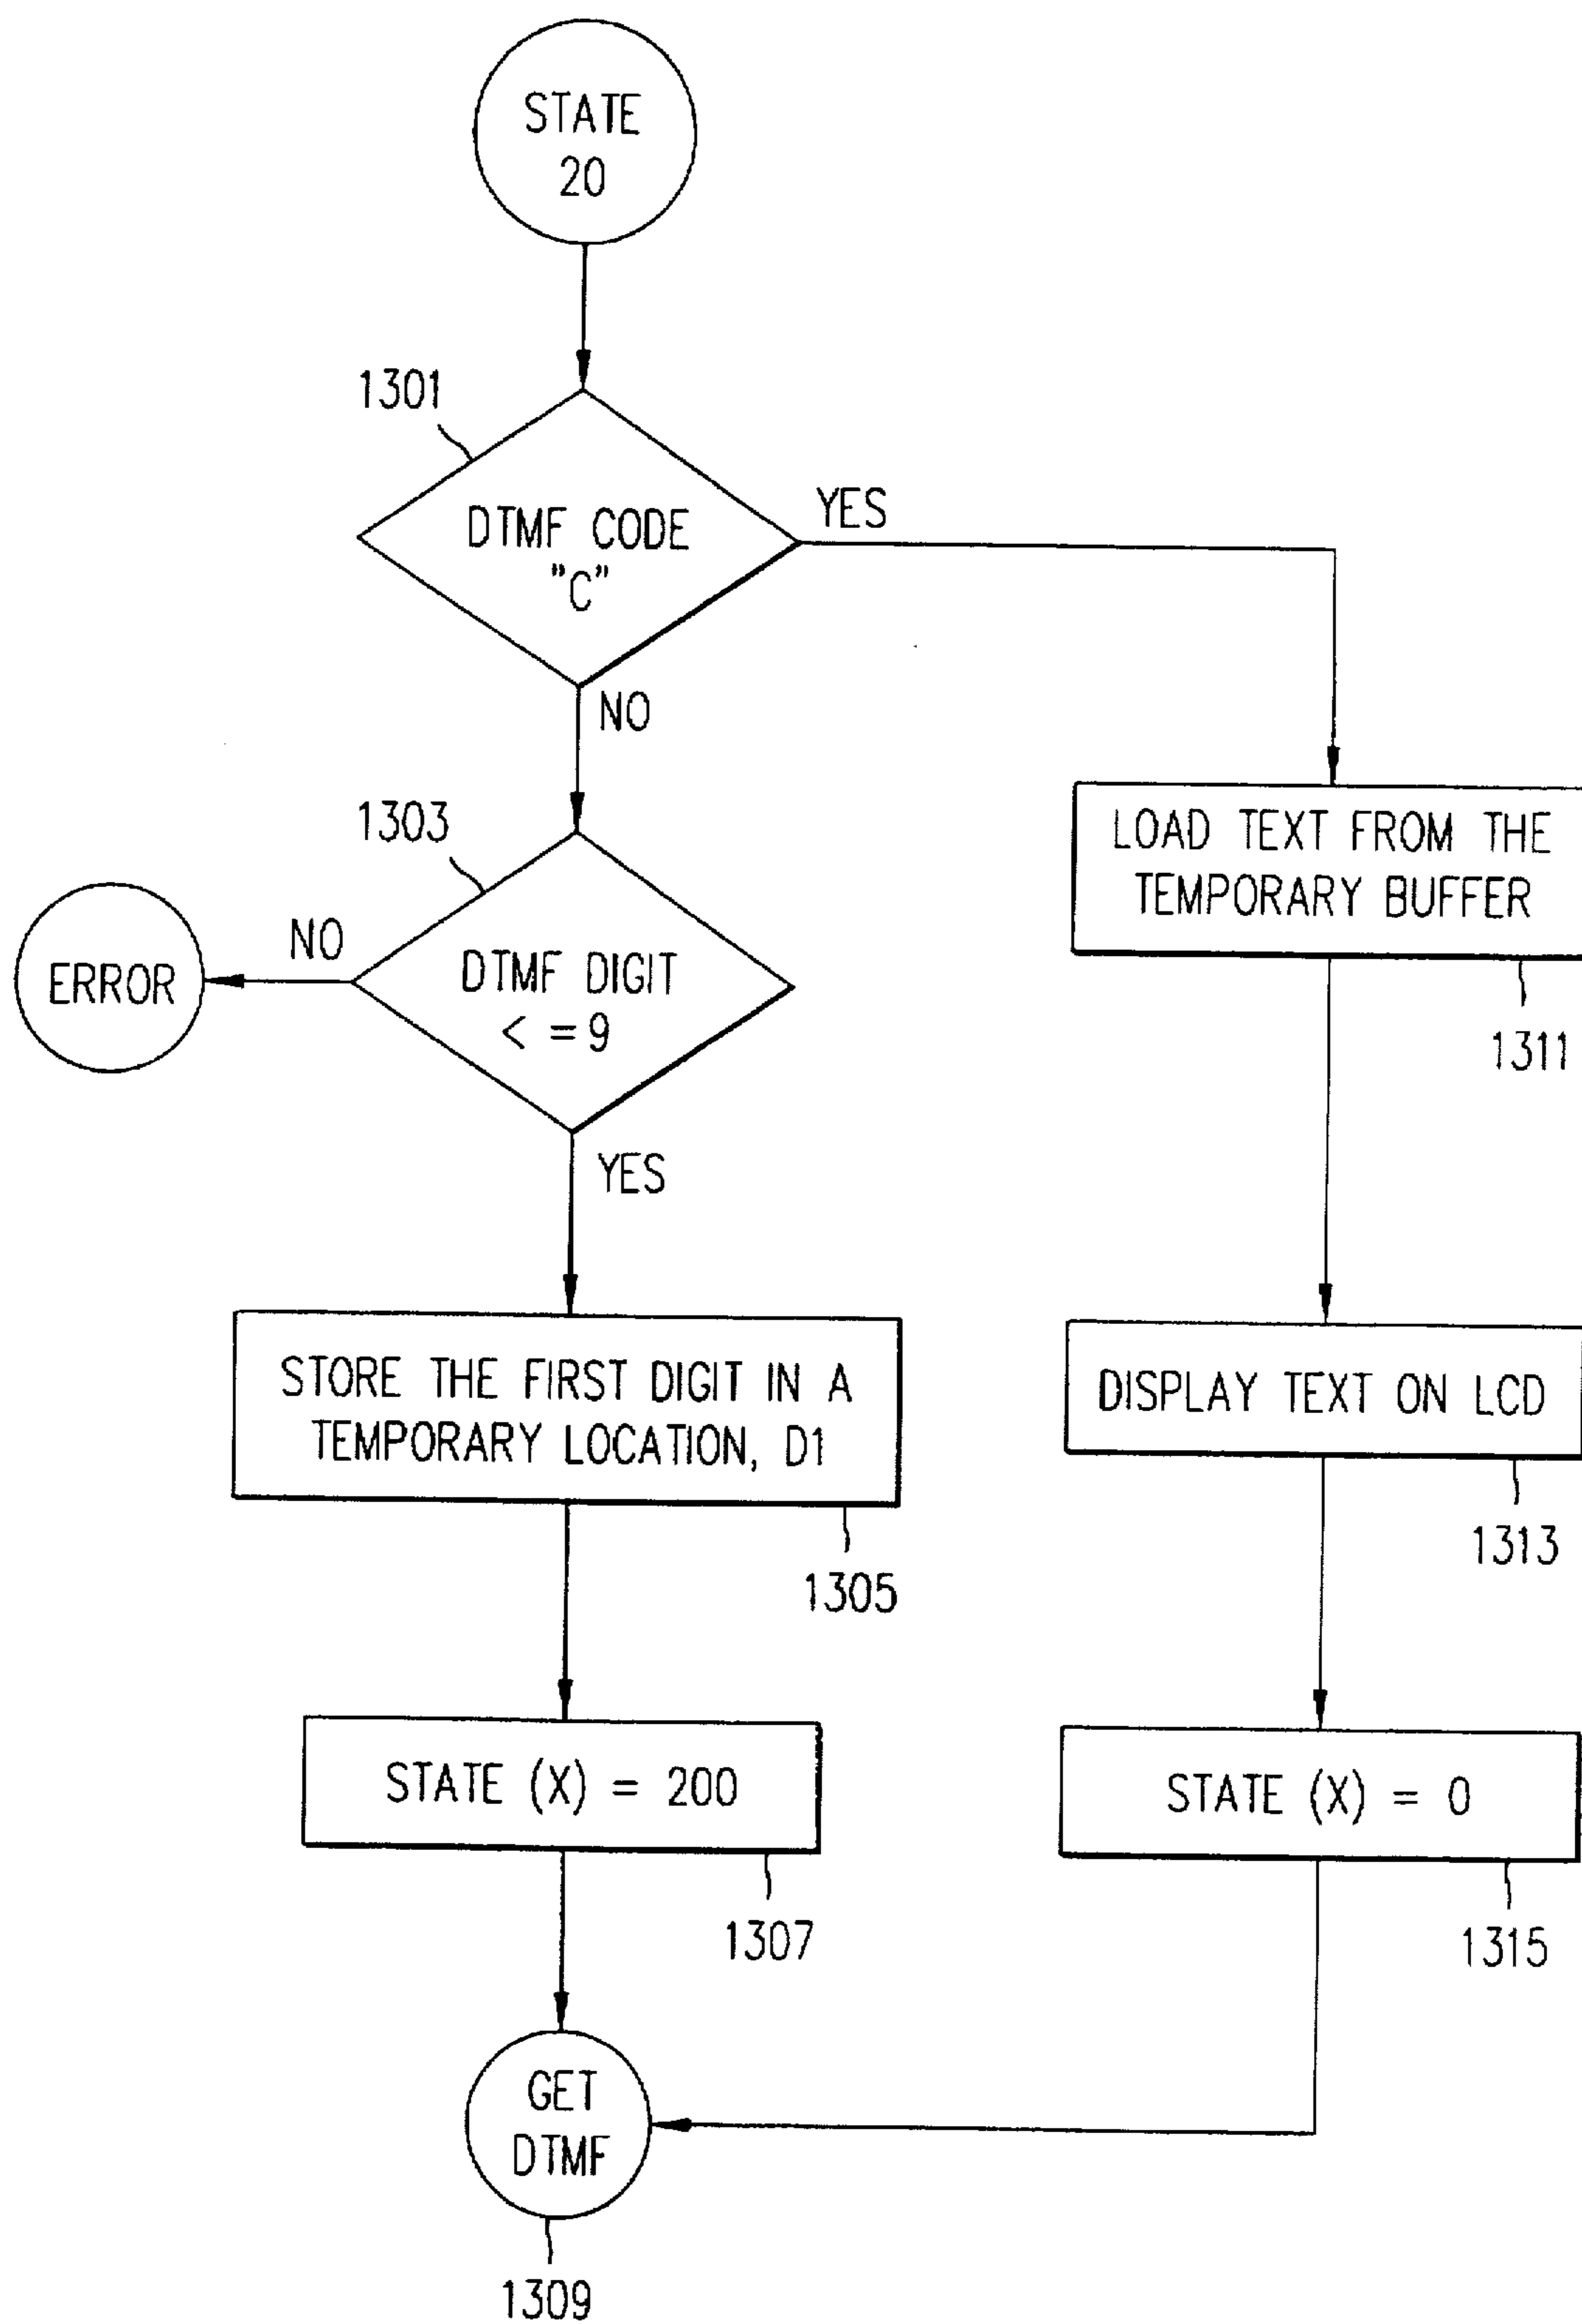 STATE
20
1301
DTMF CODE
"C"
YES
NO
1303
DTMF DIGIT
< = 9
NO
ERROR
YES
LOAD TEXT FROM THE
TEMPORARY BUFFER
1311
STORE THE FIRST DIGIT IN A
TEMPORARY LOCATION, D1
1305
DISPLAY TEXT ON LCD
1313
STATE (X) = 200
1307
STATE (X) = 0
1315
GET
DTMF
1309